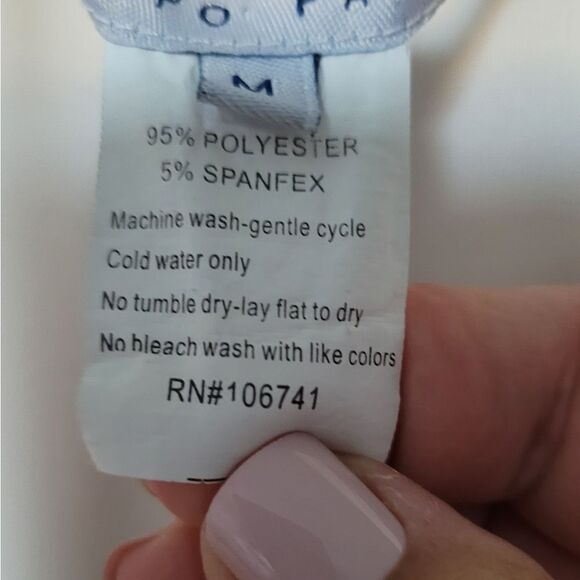 M
95% POLYESTER
5% SPANFEX
Machine wash-gentle cycle
Cold water only
No tumble dry-lay flat to dry
No bleach wash with like colors
RN#106741